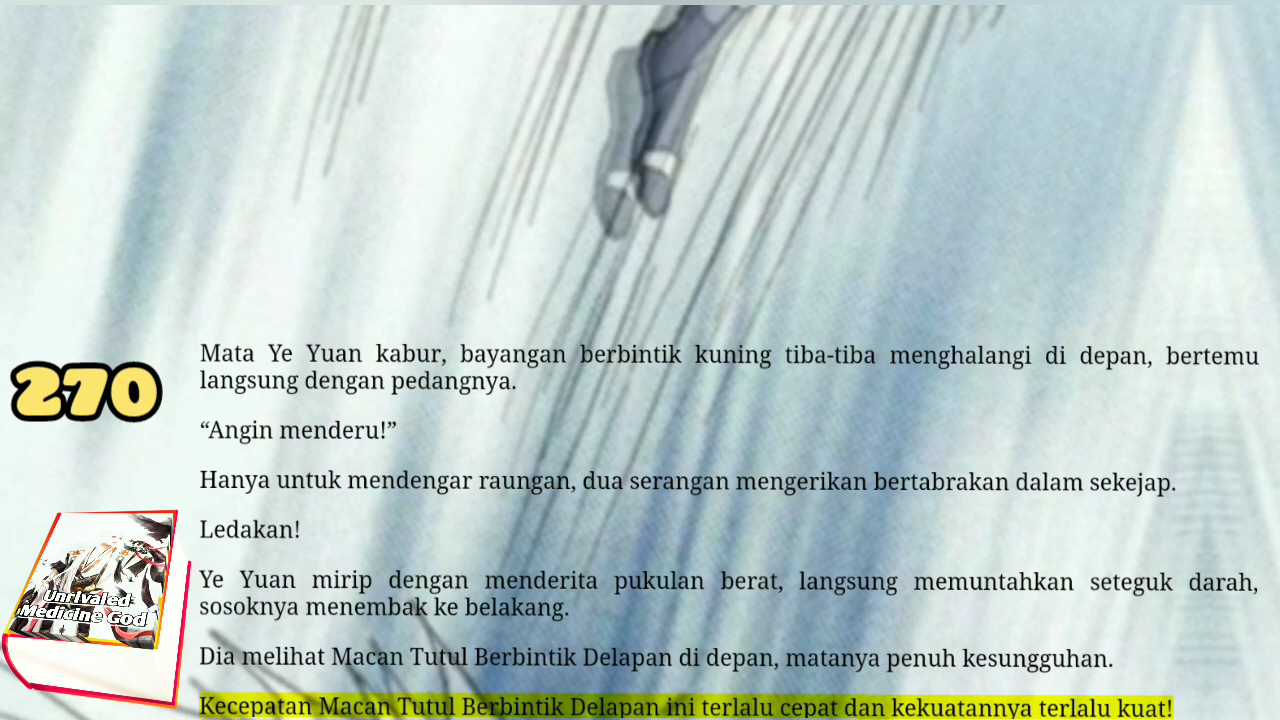 Mata Ye Yuan kabur, bayangan berbintik kuning tiba-tiba menghalangi di depan, bertemu
langsung dengan pedangnya.
270
“Angin menderu!”
Hanya untuk mendengar raungan, dua serangan mengerikan bertabrakan dalam sekejap.
Ledakan!
Ye Yuan mirip dengan menderita pukulan berat, langsung memuntahkan seteguk darah,
sosoknya menembak ke belakang.
Unrivaled
Medicine God
Dia melihat Macan Tutul Berbintik Delapan di depan, matanya penuh kesungguhan.
Kecepatan Macan Tutul Berbintik Delapan ini terlalu cepat dan kekuatannya terlalu kuat!